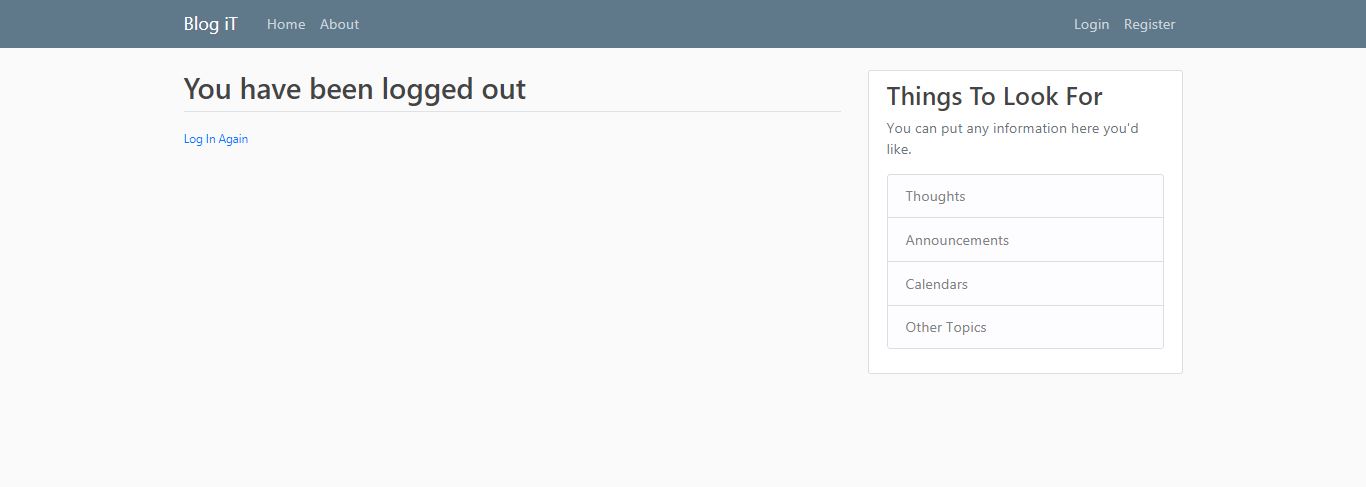 Blog iT Home About Login Register
You have been logged out
Log In Again
Things To Look For
You can put any information here you'd
like.
Thoughts
Announcements
Calendars
Other Topics